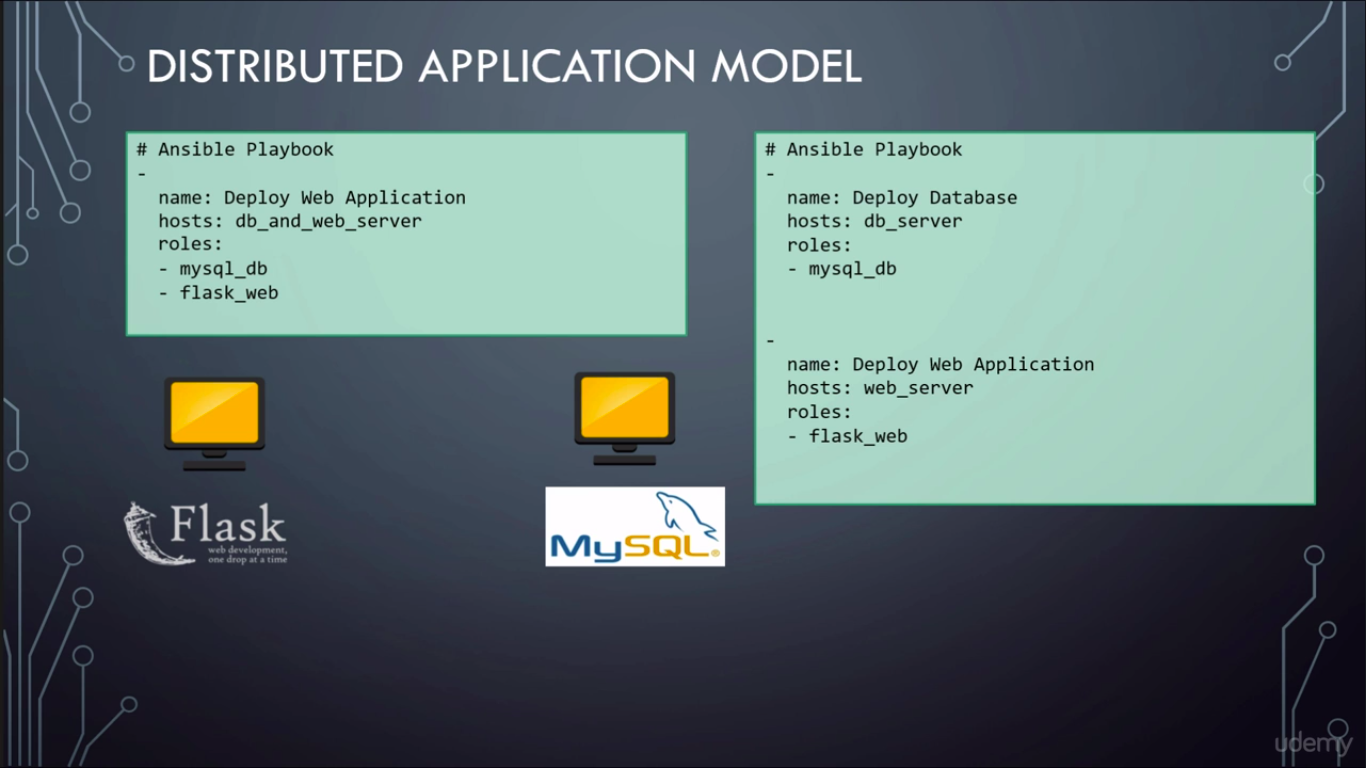 DISTRIBUTED APPLICATION MODEL
# Ansible Playbook
-
name: Deploy Web Application
hosts: db_and_web_server
roles:
- mysql_db
- flask_web
# Ansible Playbook
-
name: Deploy Database
hosts: db_server
roles:
- mysql_db
-
name: Deploy Web Application
hosts: web_server
roles:
- flask_web
Flask
web development,
one drop at a time
MySQL®
udemy